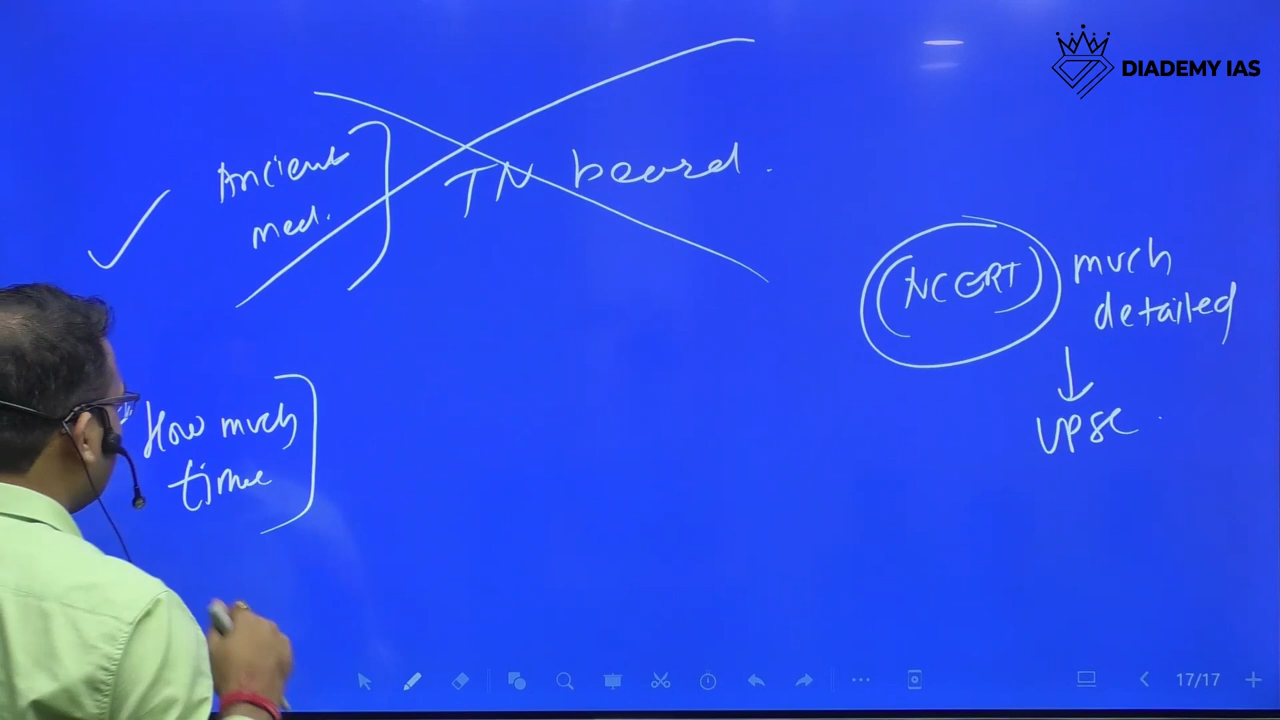 DIADEMY IAS
Ancient
med.
TN board.
NCERT
much
detailed
UPSC
How much
time
17/17